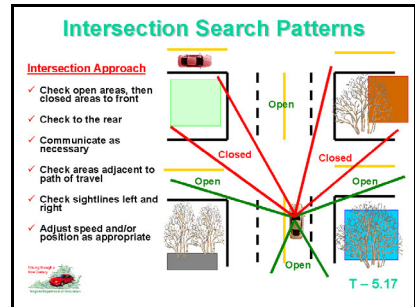 Intersection Search Patterns
Intersection Approach
✓ Check open areas, then
closed areas to front
✓ Check to the rear
✓ Communicate as
necessary
✓ Check areas adjacent to
path of travel
✓ Check sightlines left and
right
✓ Adjust speed and/or
position as appropriate
Open
Closed
Closed
Open
Open
Open
T – 5.17